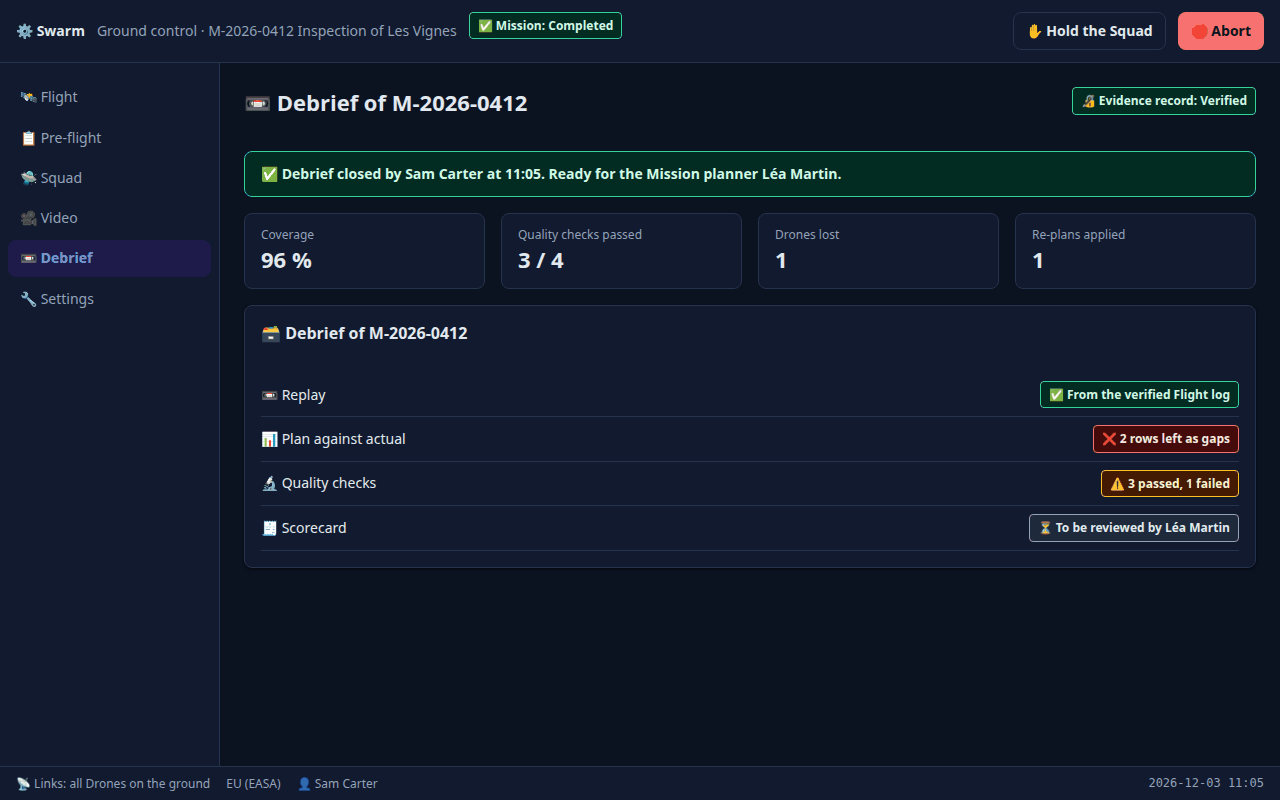 ⚙️ Swarm Ground control · M-2026-0412 Inspection of Les Vignes ✅ Mission: Completed ✋ Hold the Squad 🛑 Abort
🛰️ Flight
📋 Pre-flight
🛸 Squad
🎥 Video
📼 Debrief
🔧 Settings
📼 Debrief of M-2026-0412
🔏 Evidence record: Verified
✅ Debrief closed by Sam Carter at 11:05. Ready for the Mission planner Léa Martin.
Coverage
96 %
Quality checks passed
3 / 4
Drones lost
1
Re-plans applied
1
🗃️ Debrief of M-2026-0412
📼 Replay ✅ From the verified Flight log
📊 Plan against actual ❌ 2 rows left as gaps
🔬 Quality checks ⚠️ 3 passed, 1 failed
🧾 Scorecard ⏳ To be reviewed by Léa Martin
📡 Links: all Drones on the ground EU (EASA) 👤 Sam Carter 2026-12-03 11:05